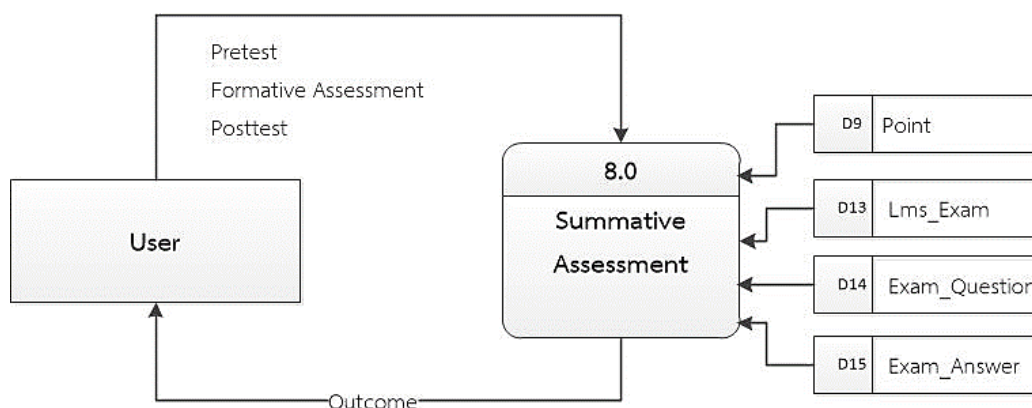 Pretest
Formative Assessment
Posttest
User
8.0
Summative
Assessment
D9 Point
D13 Lms_Exam
D14 Exam_Question
D15 Exam_Answer
Outcome